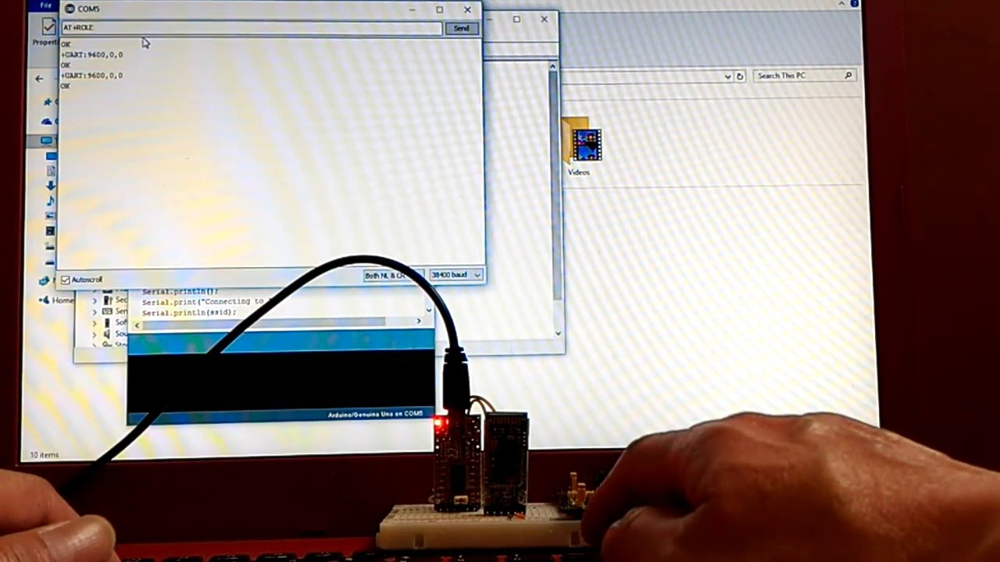 File
COM5
AT+ROLE
Send
OK
+UART:9600,0,0
OK
+UART:9600,0,0
OK
Search This PC
Videos
Autoscroll
Both NL & CR
38400 baud
Home
Serial.println();
Serial.print("Connecting to
Serial.println(ssid);
Arduino/Genuino Uno on COM5
10 items